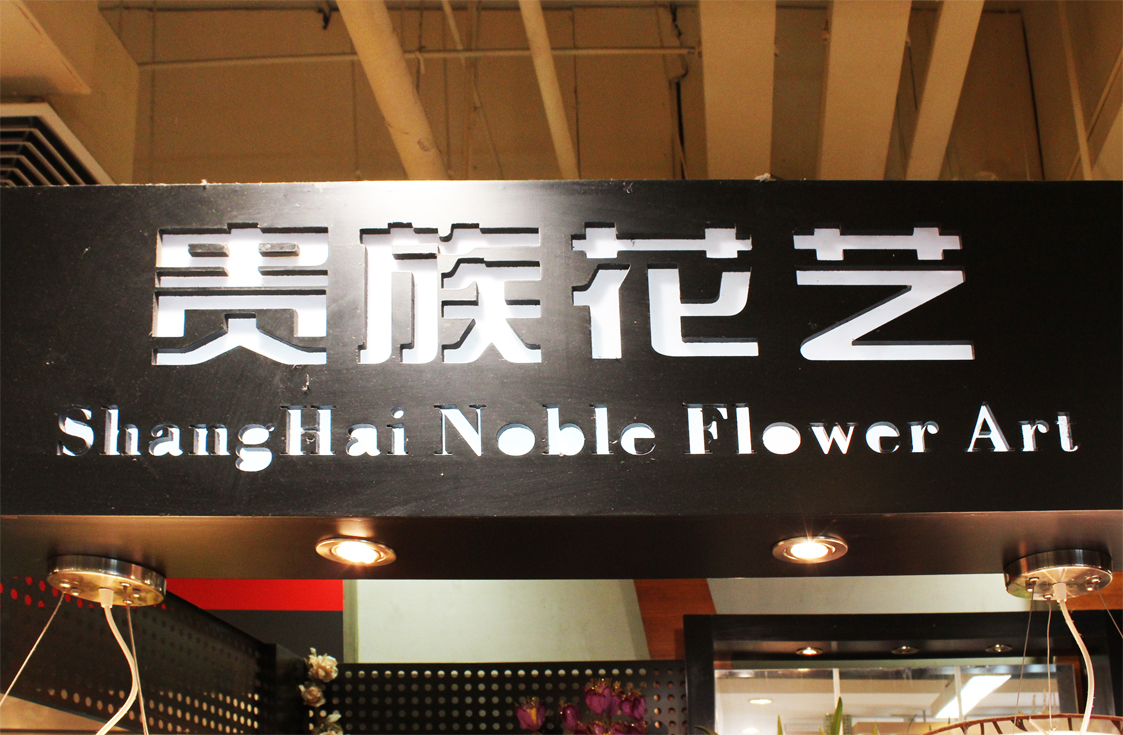 贵族花艺
ShangHai Noble Flower Art